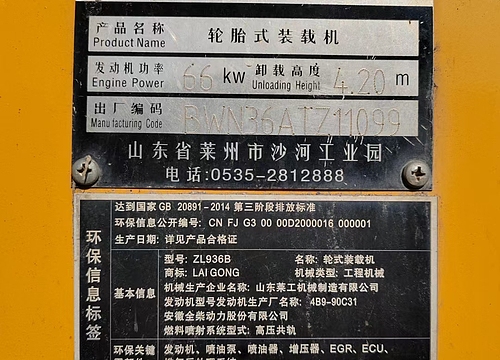 产品名称 轮胎式装载机
Product Name
发动机功率 66 kw 卸载高度 4.20 m
Engine Power Unloading Height
出厂编码 BWN36ATZ11099
Manufacturing Code
山东省莱州市沙河工业园
电话:0535-2812888
环保信息标签
达到国家 GB 20891-2014 第三阶段排放标准
环保信息公开编号: CN FJ G3 00 00D2000016 000001
生产日期: 详见产品合格证
基本信息
型号: ZL936B 名称: 轮式装载机
商标: LAI GONG 机械类型: 工程机械
机械生产企业名称: 山东莱工机械制造有限公司
发动机型号发动机生产厂名称: 4B9-90C31
安徽全柴动力股份有限公司
燃料喷射系统型式: 高压共轨
环保关键
发动机、喷油泵、喷油器、增压器、EGR、ECU、